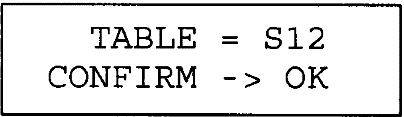 TABLE = S12
CONFIRM -> OK